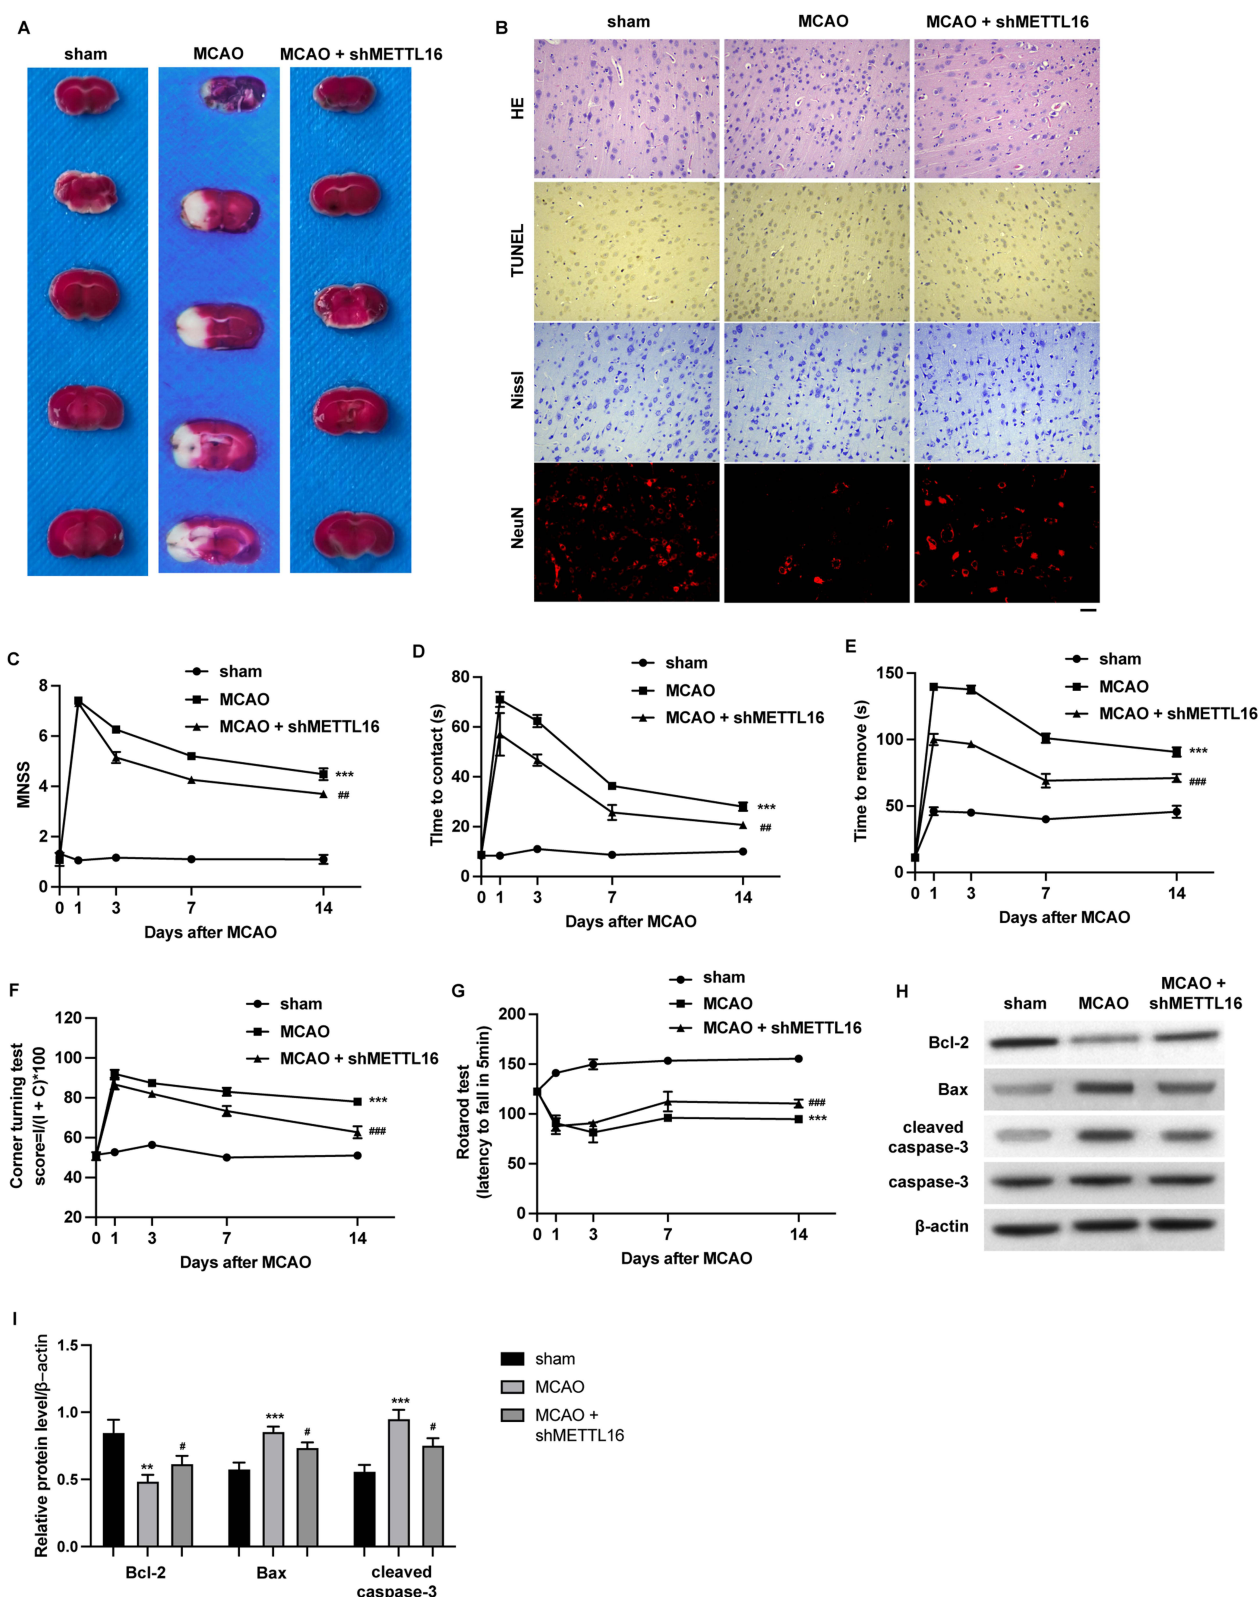 A
sham
MCAO
MCAO + shMETTL16
B
sham
MCAO
MCAO + shMETTL16
HE
TUNEL
Nissl
NeuN
C
sham
MCAO
MCAO + shMETTL16
MNSS
8
6
4
2
0
***
##
0 1 3 7 14
Days after MCAO
D
sham
MCAO
MCAO + shMETTL16
TIme to contact (s)
80
60
40
20
0
***
##
0 1 3 7 14
Days after MCAO
E
sham
MCAO
MCAO + shMETTL16
Time to remove (s)
150
100
50
0
***
###
0 1 3 7 14
Days after MCAO
F
sham
MCAO
MCAO + shMETTL16
Corner turning test
score=I/(I + C)*100
120
100
80
60
40
20
***
###
0 1 3 7 14
Days after MCAO
G
sham
MCAO
MCAO + shMETTL16
Rotarod test
(latency to fall in 5min)
200
150
100
50
0
###
***
0 1 3 7 14
Days after MCAO
H
sham
MCAO
MCAO +
shMETTL16
Bcl-2
Bax
cleaved
caspase-3
caspase-3
β-actin
I
Relative protein level/β−actin
1.5
1.0
0.5
0.0
**
#
***
#
***
#
Bcl-2
Bax
cleaved
caspase-3
sham
MCAO
MCAO +
shMETTL16